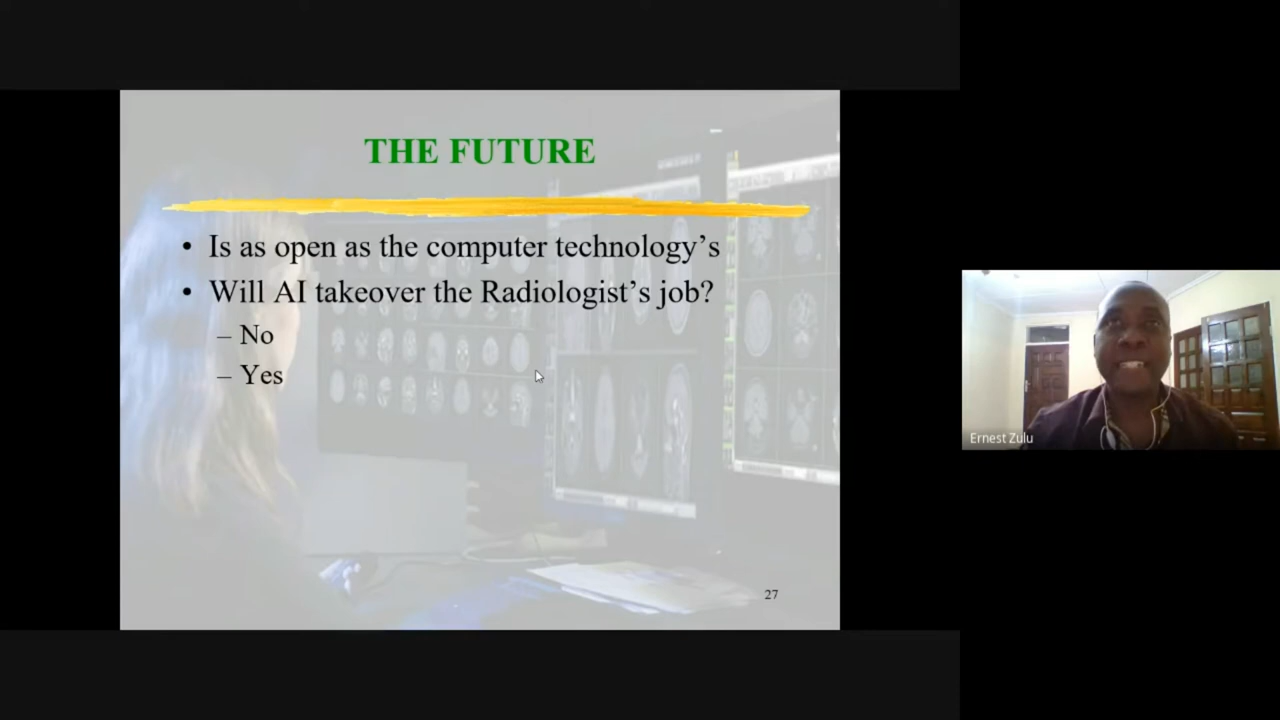 THE FUTURE
• Is as open as the computer technology’s
• Will AI takeover the Radiologist’s job?
– No
– Yes
27
Ernest Zulu